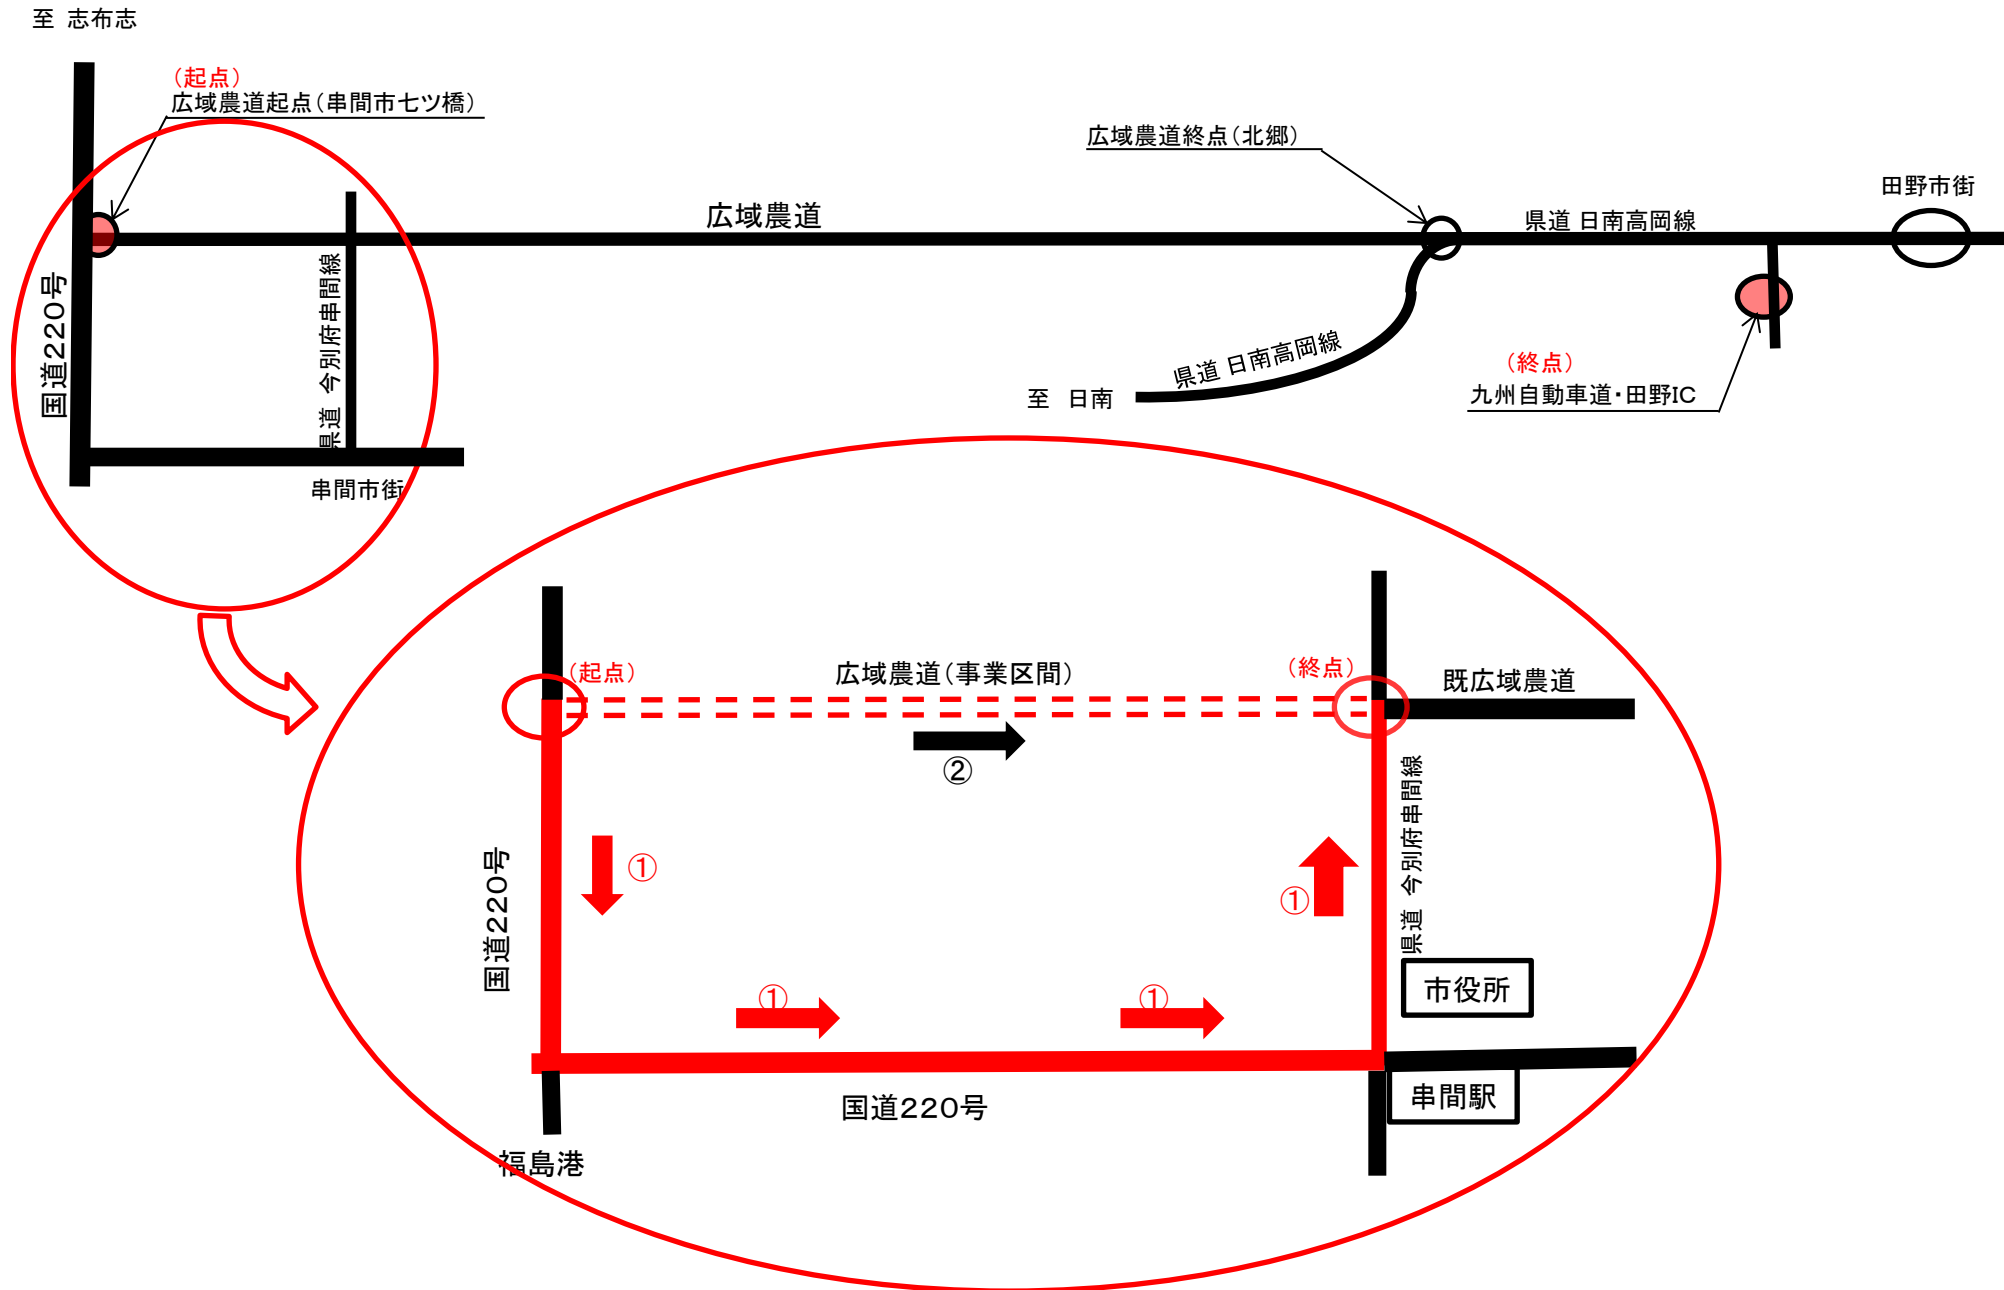 至 志布志
(起点)
広域農道起点(串間市七ツ橋)
広域農道終点(北郷)
田野市街
広域農道
県道 日南高岡線
国道220号
県道 今別府串間線
県道 日南高岡線
(終点)
九州自動車道・田野IC
至 日南
串間市街
(起点)
広域農道(事業区間)
(終点)
既広域農道
②
国道220号
①
①
県道 今別府串間線
①
①
市役所
国道220号
串間駅
福島港